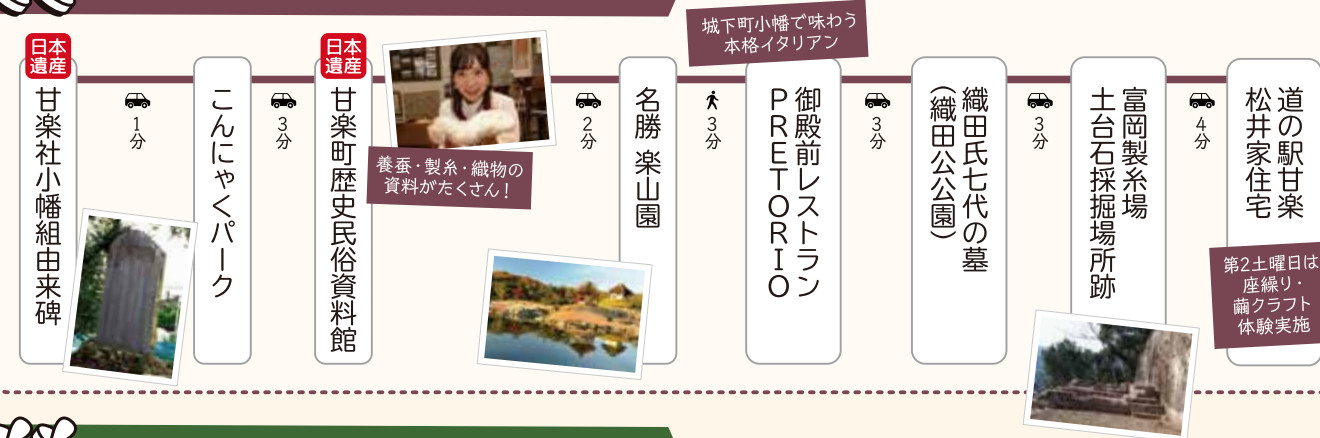 道の駅甘楽
松井家住宅
第2土曜日は
座繰り・
繭クラフト
体験実施
4分
富岡製糸場
土台石採掘場所跡
3分
織田氏七代の墓
（織田公公園）
3分
城下町小幡で味わう
本格イタリアン
御殿前レストラン
PRETORIO
3分
名勝 楽山園
2分
日本
遺産
甘楽町歴史民俗資料館
養蚕・製糸・織物の
資料がたくさん！
3分
こんにゃくパーク
1分
日本
遺産
甘楽社小幡組由来碑